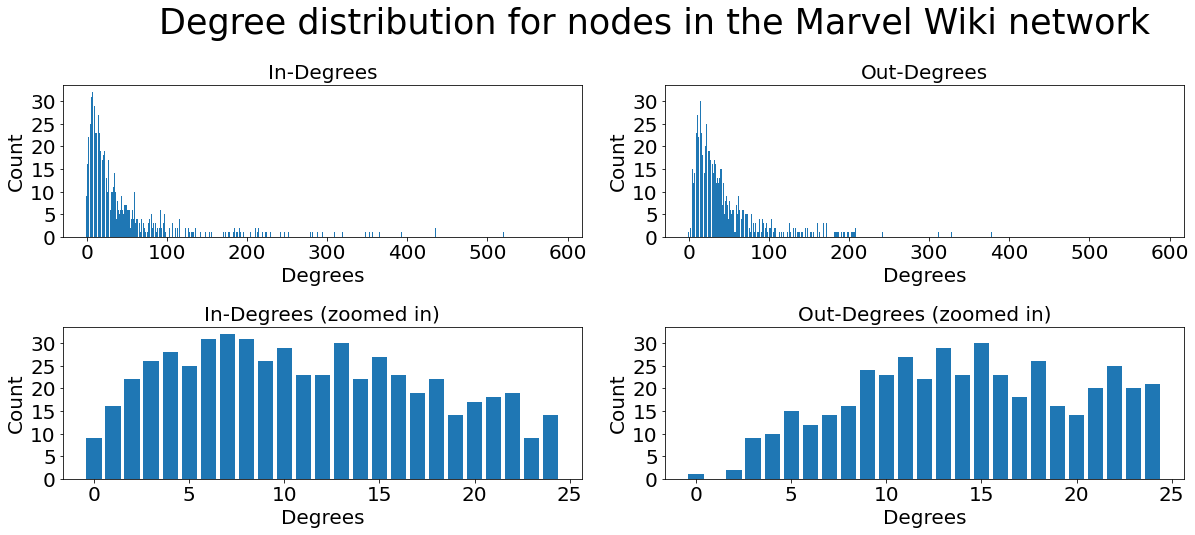 Degree distribution for nodes in the Marvel Wiki network
In-Degrees
Count
30
25
20
15
10
5
0
0 100 200 300 400 500 600
Degrees
Out-Degrees
Count
30
25
20
15
10
5
0
0 100 200 300 400 500 600
Degrees
In-Degrees (zoomed in)
Count
30
25
20
15
10
5
0
0 5 10 15 20 25
Degrees
Out-Degrees (zoomed in)
Count
30
25
20
15
10
5
0
0 5 10 15 20 25
Degrees